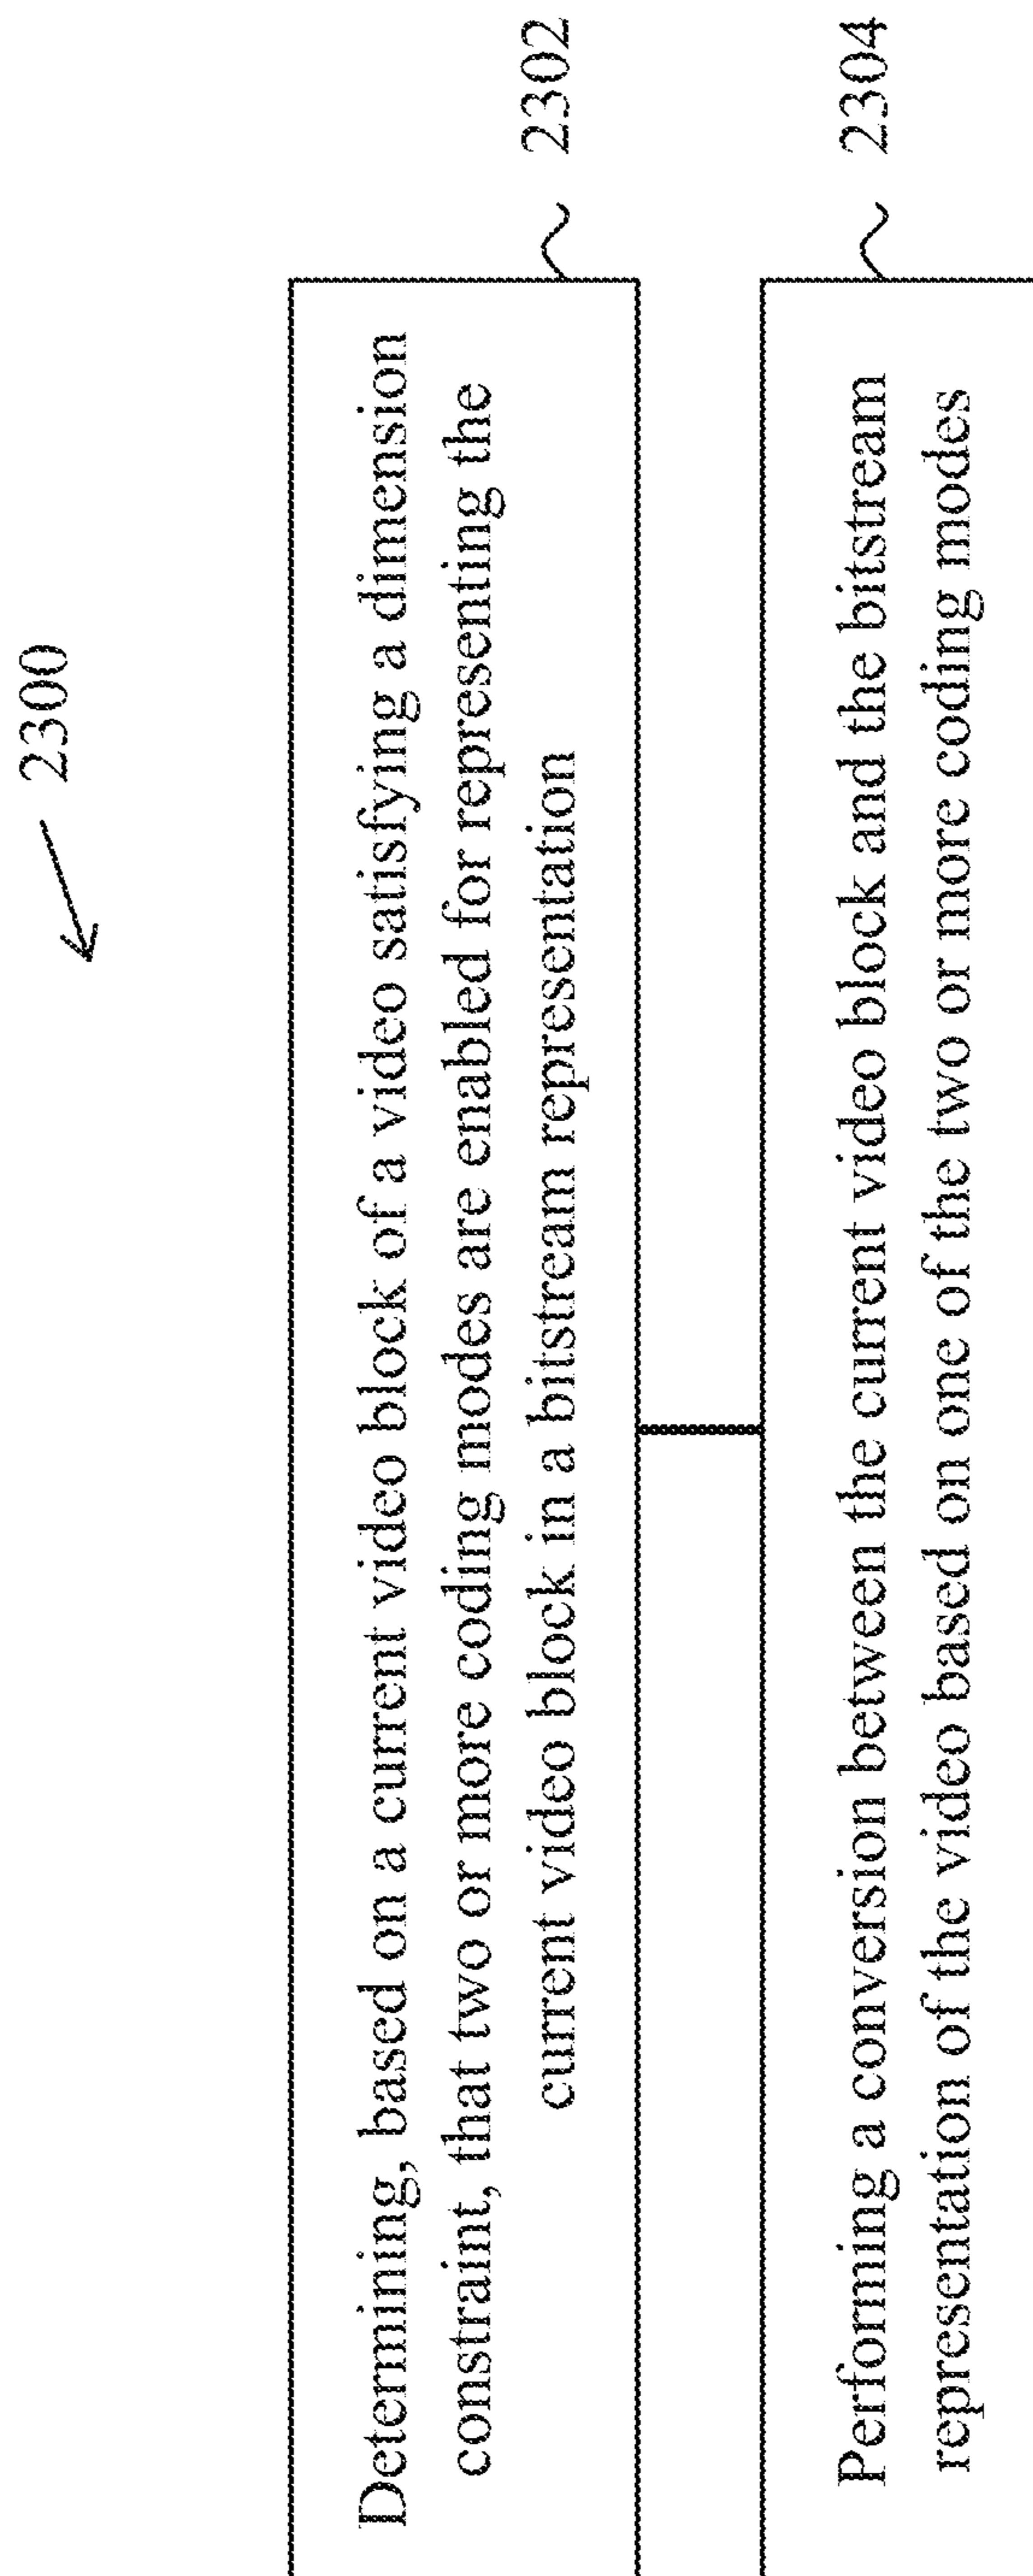 2300
Determining, based on a current video block of a video satisfying a dimension
constraint, that two or more coding modes are enabled for representing the
current video block in a bitstream representation
2302
Performing a conversion between the current video block and the bitstream
representation of the video based on one of the two or more coding modes
2304